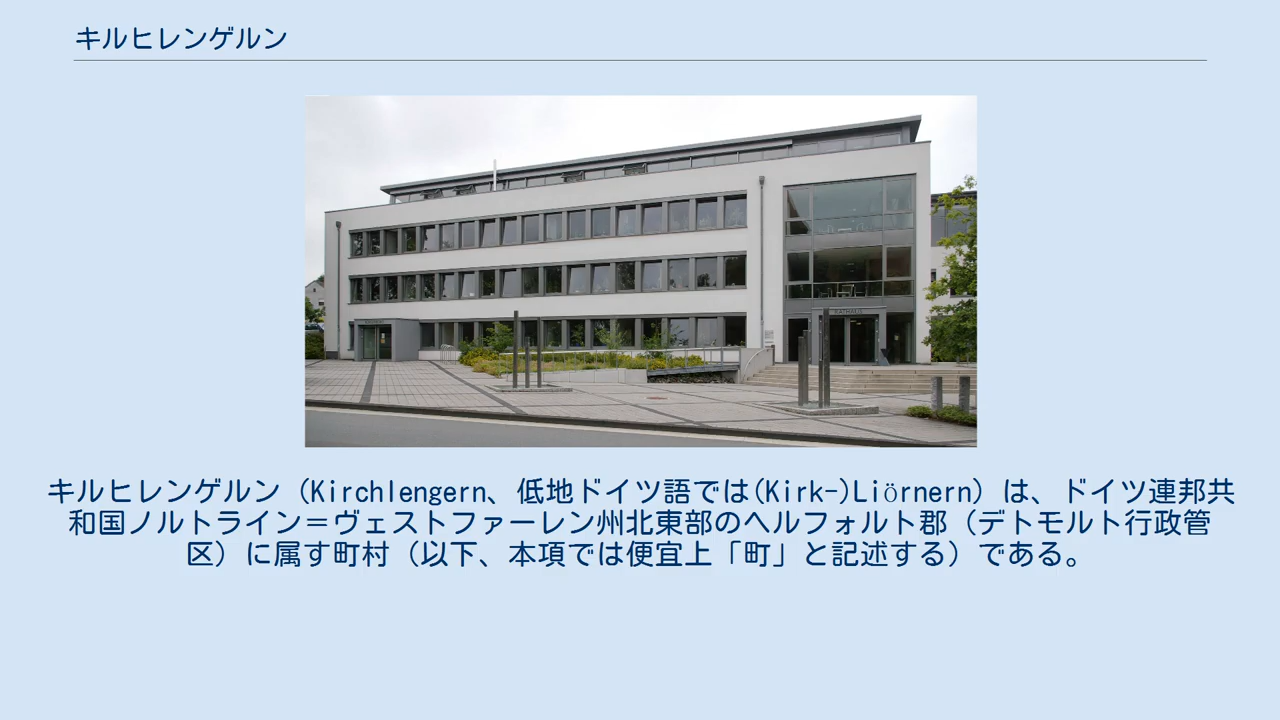 キルヒレンゲルン
RATHAUS
キルヒレンゲルン（Kirchlengern、低地ドイツ語では(Kirk-)Liörnern）は、ドイツ連邦共
和国ノルトライン＝ヴェストファーレン州北東部のヘルフォルト郡（デトモルト行政管
区）に属す町村（以下、本項では便宜上「町」と記述する）である。